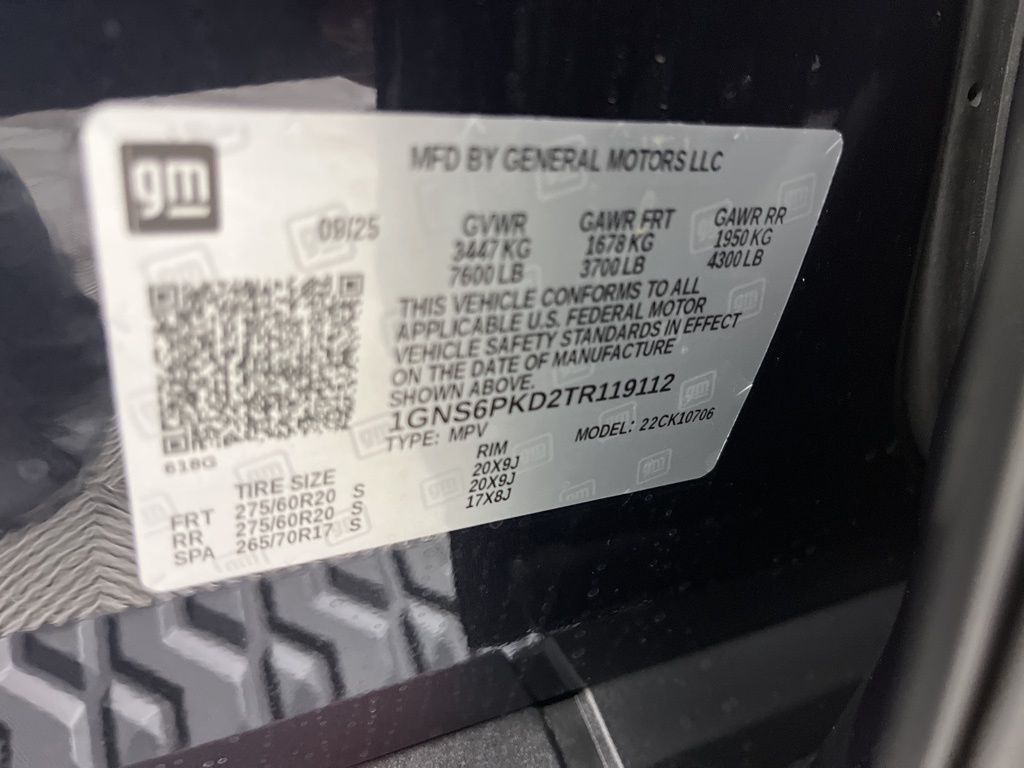 gm
MFD BY GENERAL MOTORS LLC
09/25
GVWR GAWR FRT GAWR RR
3447 KG 1678 KG 1950 KG
7600 LB 3700 LB 4300 LB
THIS VEHICLE CONFORMS TO ALL
APPLICABLE U.S. FEDERAL MOTOR
VEHICLE SAFETY STANDARDS IN EFFECT
ON THE DATE OF MANUFACTURE
SHOWN ABOVE.
1GNS6PKD2TR119112
TYPE: MPV MODEL: 22CK10706
618G
TIRE SIZE RIM
FRT 275/60R20 S 20X9J
RR 275/60R20 S 20X9J
SPA 265/70R17 S 17X8J